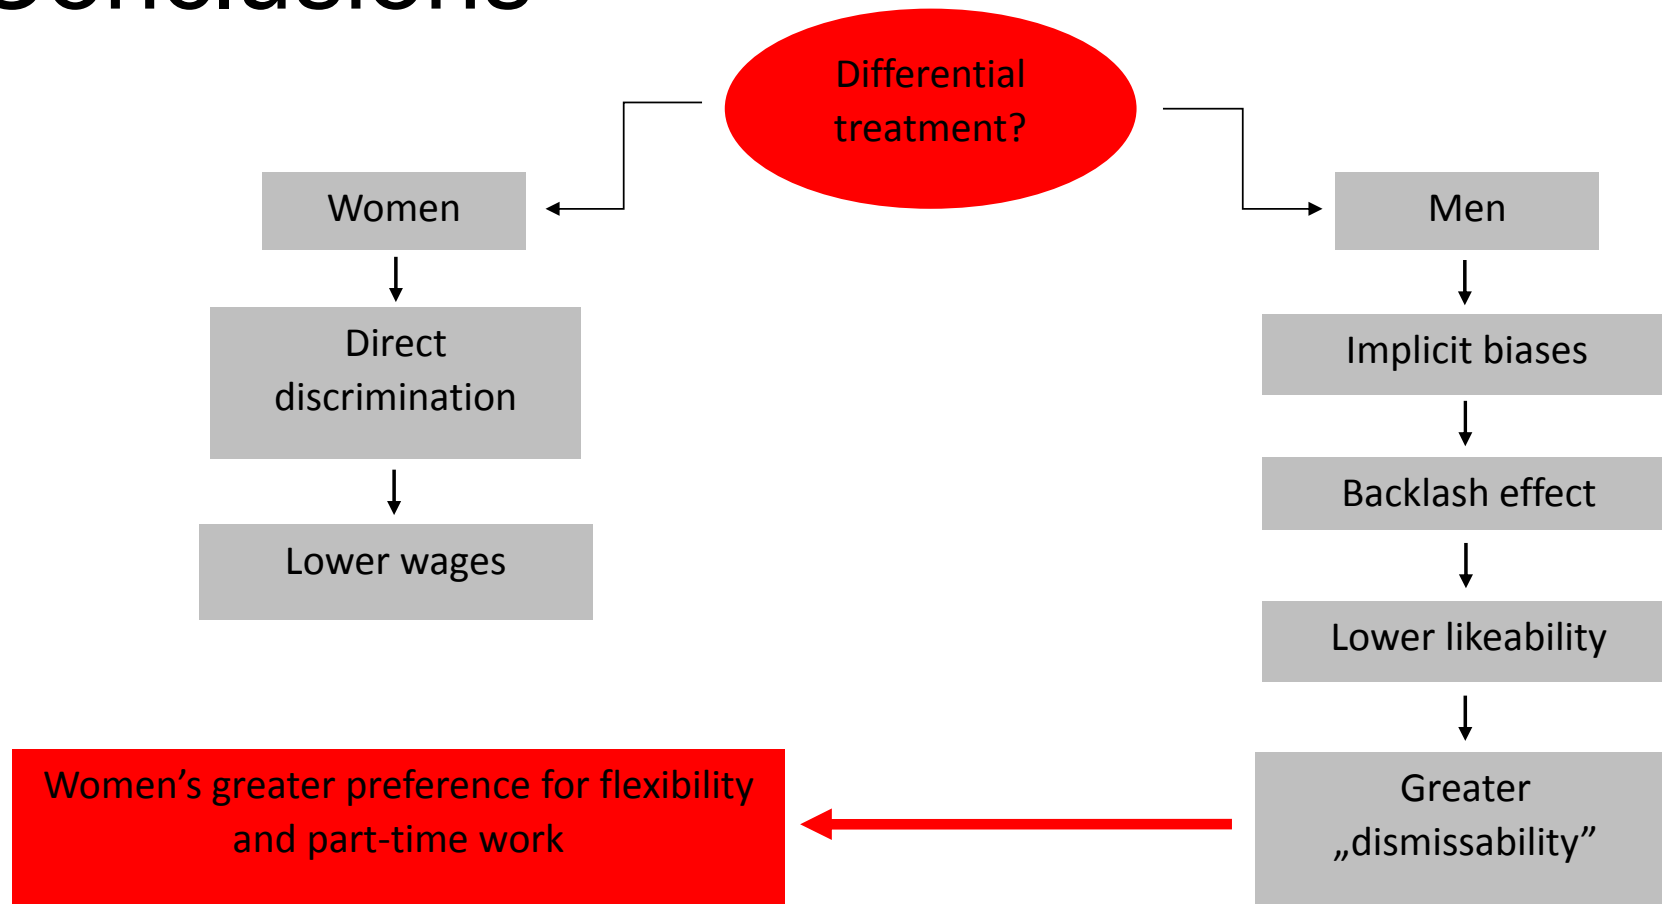 Conclusions
Differential
treatment?
Women
Men
Direct
discrimination
Implicit biases
Backlash effect
Lower wages
Lower likeability
Women’s greater preference for flexibility
and part-time work
Greater
„dismissability”